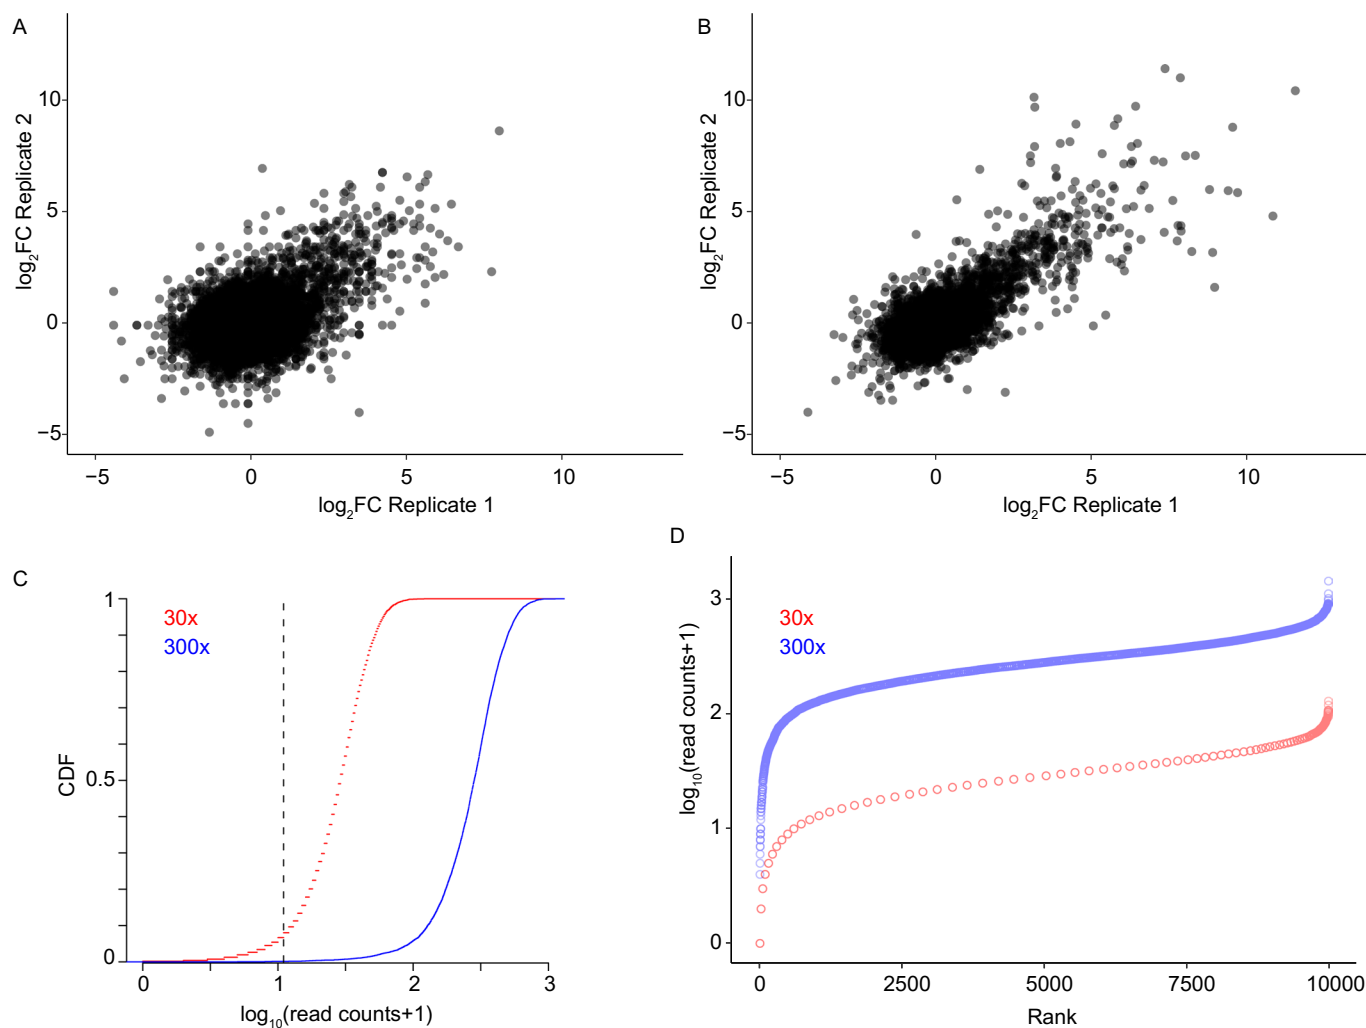 A
log2FC Replicate 2
10
5
0
−5
−5 0 5 10
log2FC Replicate 1
B
log2FC Replicate 2
10
5
0
−5
−5 0 5 10
log2FC Replicate 1
C
30x
300x
CDF
1
0.5
0
0 1 2 3
log10(read counts+1)
D
30x
300x
log10(read counts+1)
3
2
1
0
0 2500 5000 7500 10000
Rank